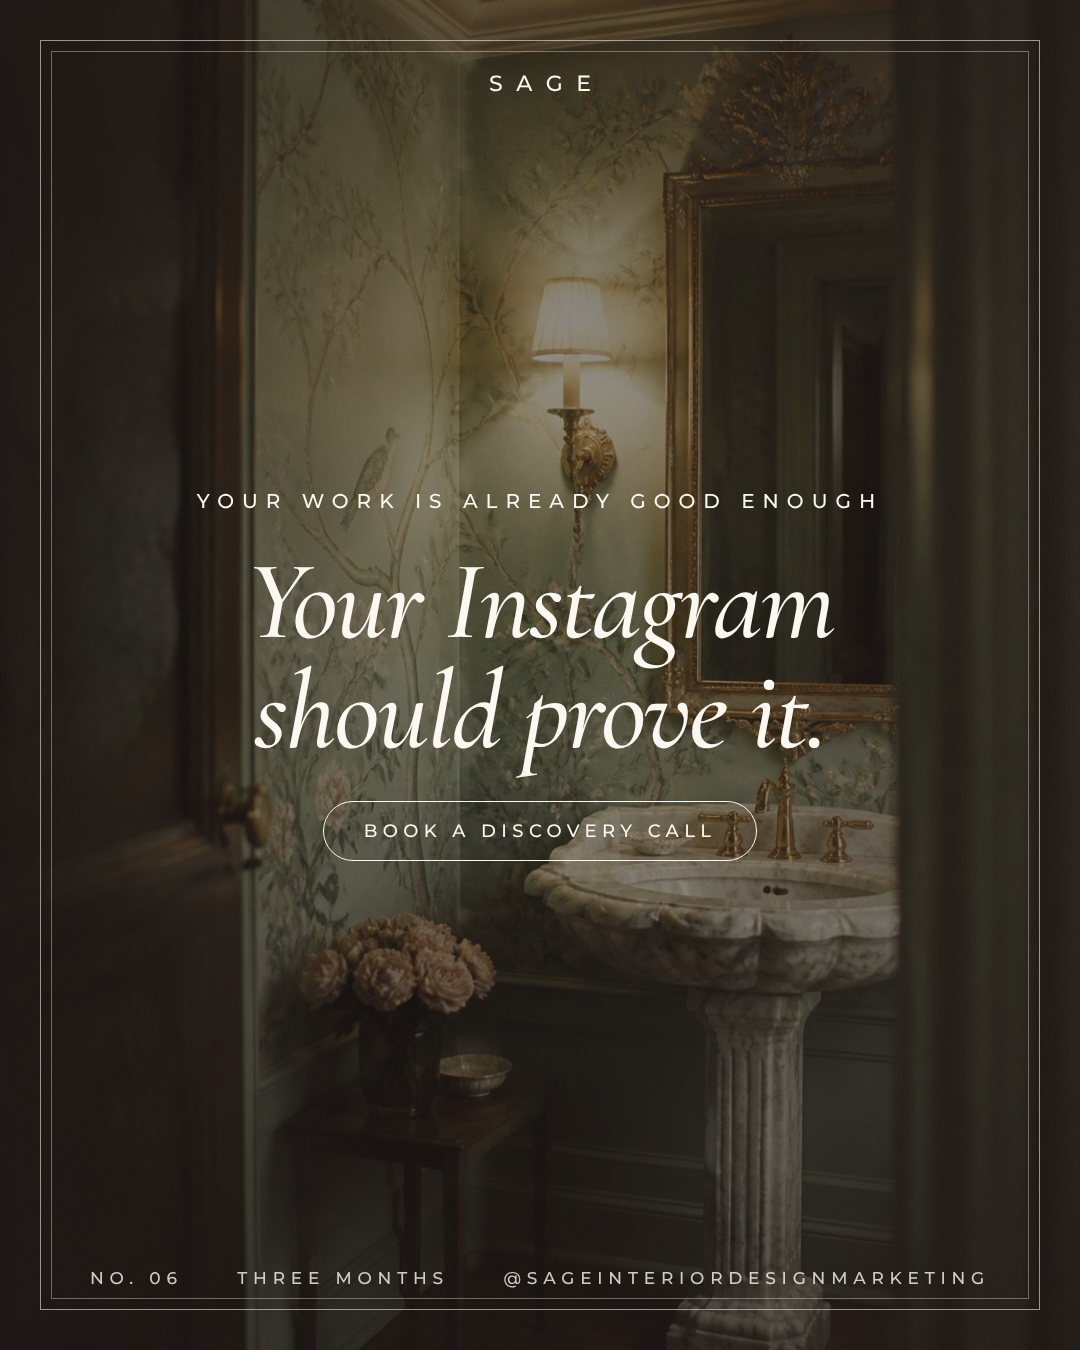 SAGE
YOUR WORK IS ALREADY GOOD ENOUGH
Your Instagram
should prove it.
BOOK A DISCOVERY CALL
NO. 06 THREE MONTHS @SAGEINTERIORDESIGNMARKETING